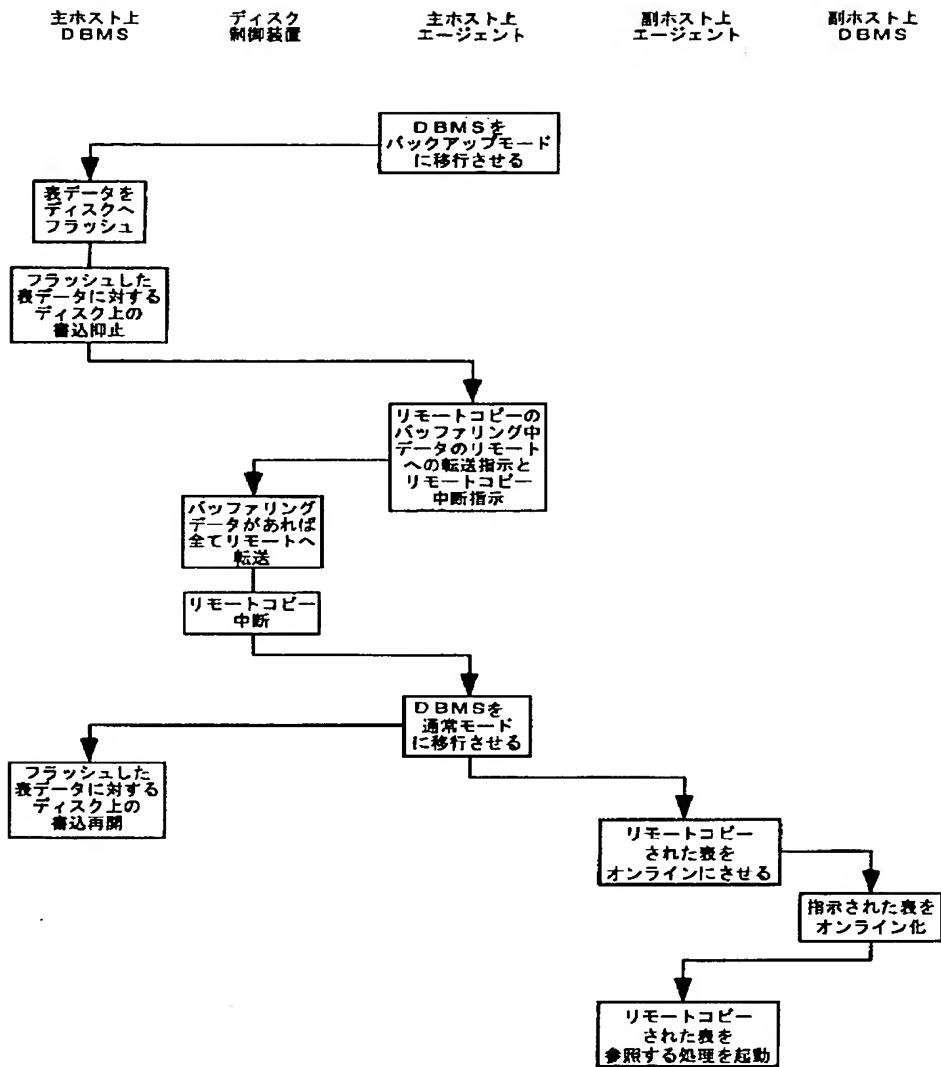 主ホスト上
DBMS
ディスク
制御装置
主ホスト上
エージェント
副ホスト上
エージェント
副ホスト上
DBMS
DBMSを
バックアップモード
に移行させる
表データを
ディスクへ
フラッシュ
フラッシュした
表データに対する
ディスク上の
書込抑止
リモートコピーの
バッファリング中
データのリモート
への転送指示と
リモートコピー
中断指示
バッファリング
データがあれば
全てリモートへ
転送
リモートコピー
中断
DBMSを
通常モード
に移行させる
フラッシュした
表データに対する
ディスク上の
書込再開
リモートコピー
された表を
オンラインにさせる
指示された表を
オンライン化
リモートコピー
された表を
参照する処理を起動